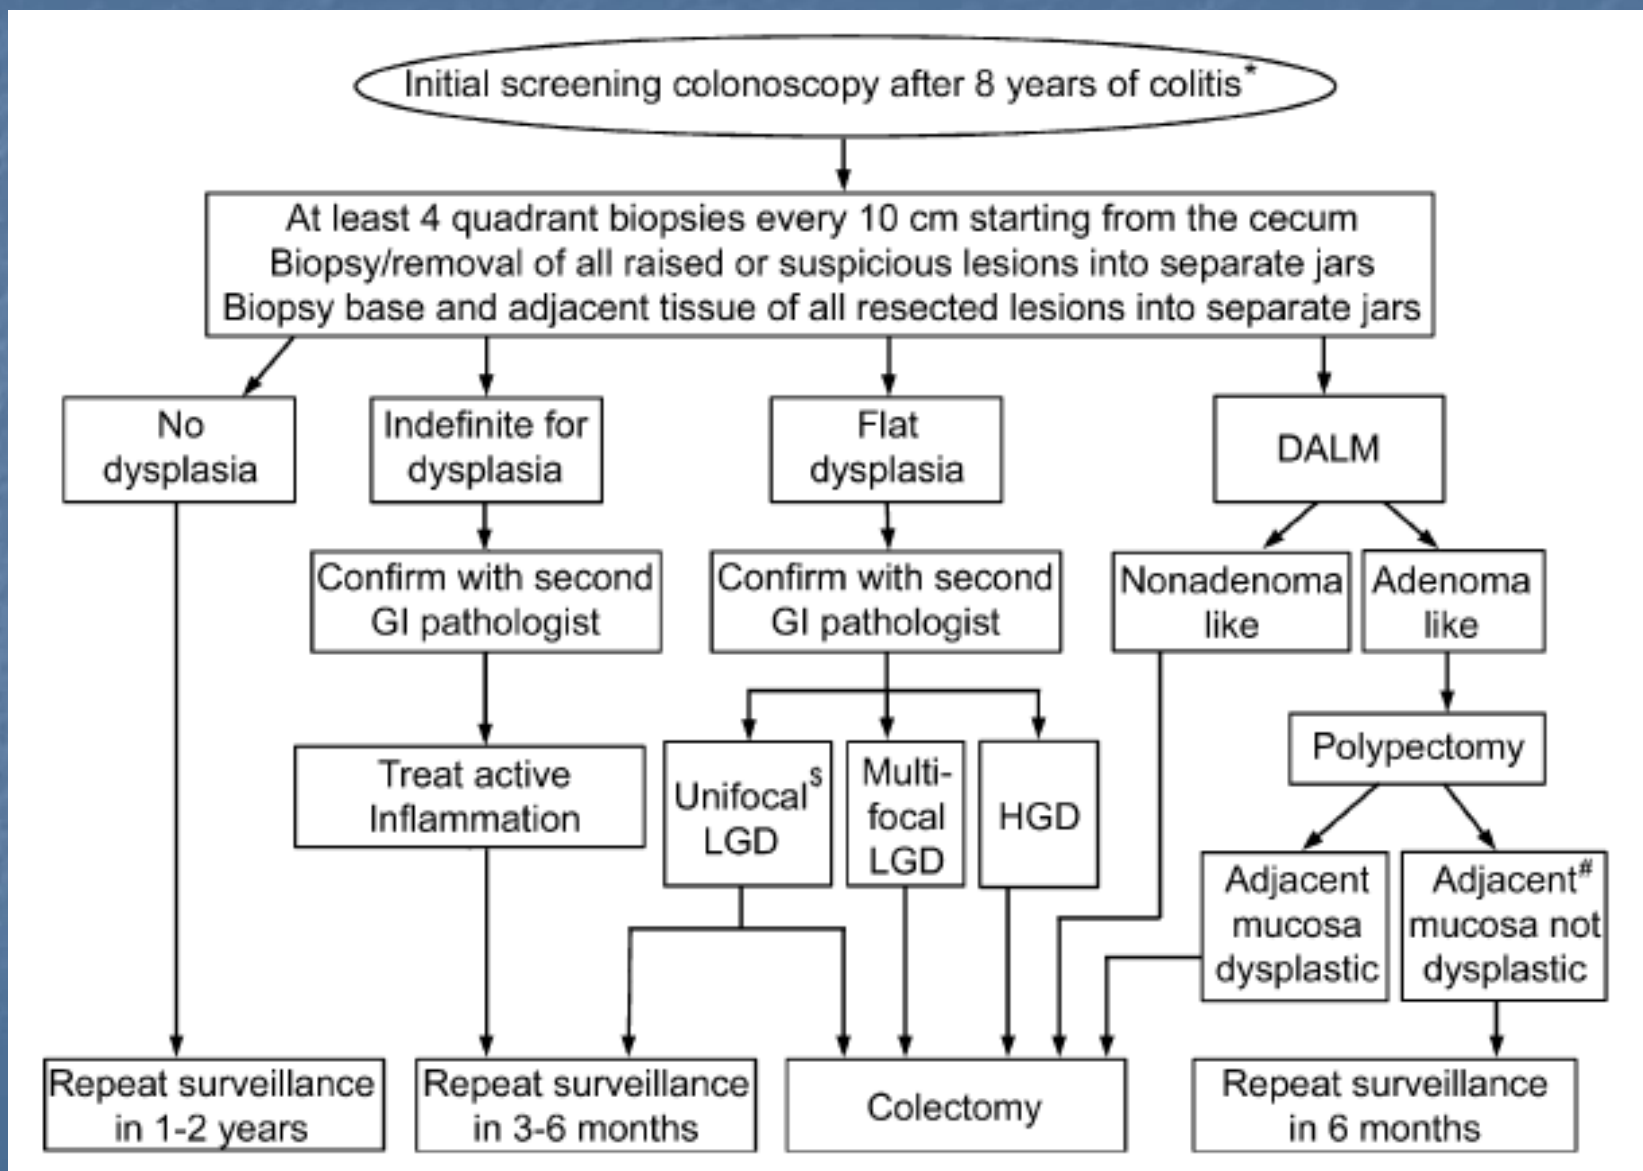 Initial screening colonoscopy after 8 years of colitis*
At least 4 quadrant biopsies every 10 cm starting from the cecum
Biopsy/removal of all raised or suspicious lesions into separate jars
Biopsy base and adjacent tissue of all resected lesions into separate jars
No
dysplasia
Indefinite for
dysplasia
Flat
dysplasia
DALM
Confirm with second
GI pathologist
Confirm with second
GI pathologist
Nonadenoma
like
Adenoma
like
Polypectomy
Treat active
Inflammation
Unifocal$
LGD
Multi-
focal
LGD
HGD
Adjacent
mucosa
dysplastic
Adjacent#
mucosa not
dysplastic
Repeat surveillance
in 1-2 years
Repeat surveillance
in 3-6 months
Colectomy
Repeat surveillance
in 6 months